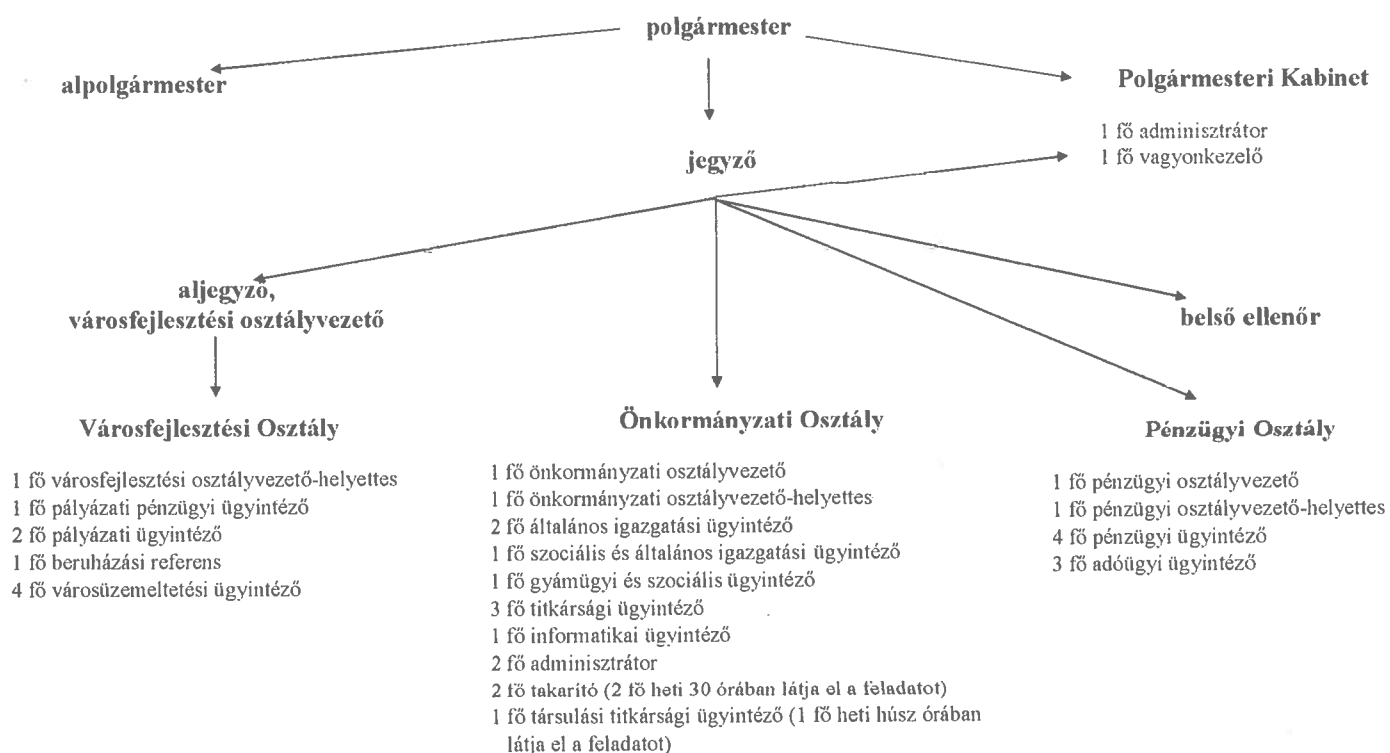 polgármester
alpolgármester
Polgármesteri Kabinet
1 fő adminisztrátor
1 fő vagyonkezelő
jegyző
aljegyző,
városfejlesztési osztályvezető
belső ellenőr
Városfejlesztési Osztály
1 fő városfejlesztési osztályvezető-helyettes
1 fő pályázati pénzügyi ügyintéző
2 fő pályázati ügyintéző
1 fő beruházási referens
4 fő városüzemeltetési ügyintéző
Önkormányzati Osztály
1 fő önkormányzati osztályvezető
1 fő önkormányzati osztályvezető-helyettes
2 fő általános igazgatási ügyintéző
1 fő szociális és általános igazgatási ügyintéző
1 fő gyámügyi és szociális ügyintéző
3 fő titkársági ügyintéző
1 fő informatikai ügyintéző
2 fő adminisztrátor
2 fő takarító (2 fő heti 30 órában látja el a feladatot)
1 fő társulási titkársági ügyintéző (1 fő heti húsz órában
látja el a feladatot)
Pénzügyi Osztály
1 fő pénzügyi osztályvezető
1 fő pénzügyi osztályvezető-helyettes
4 fő pénzügyi ügyintéző
3 fő adóügyi ügyintéző